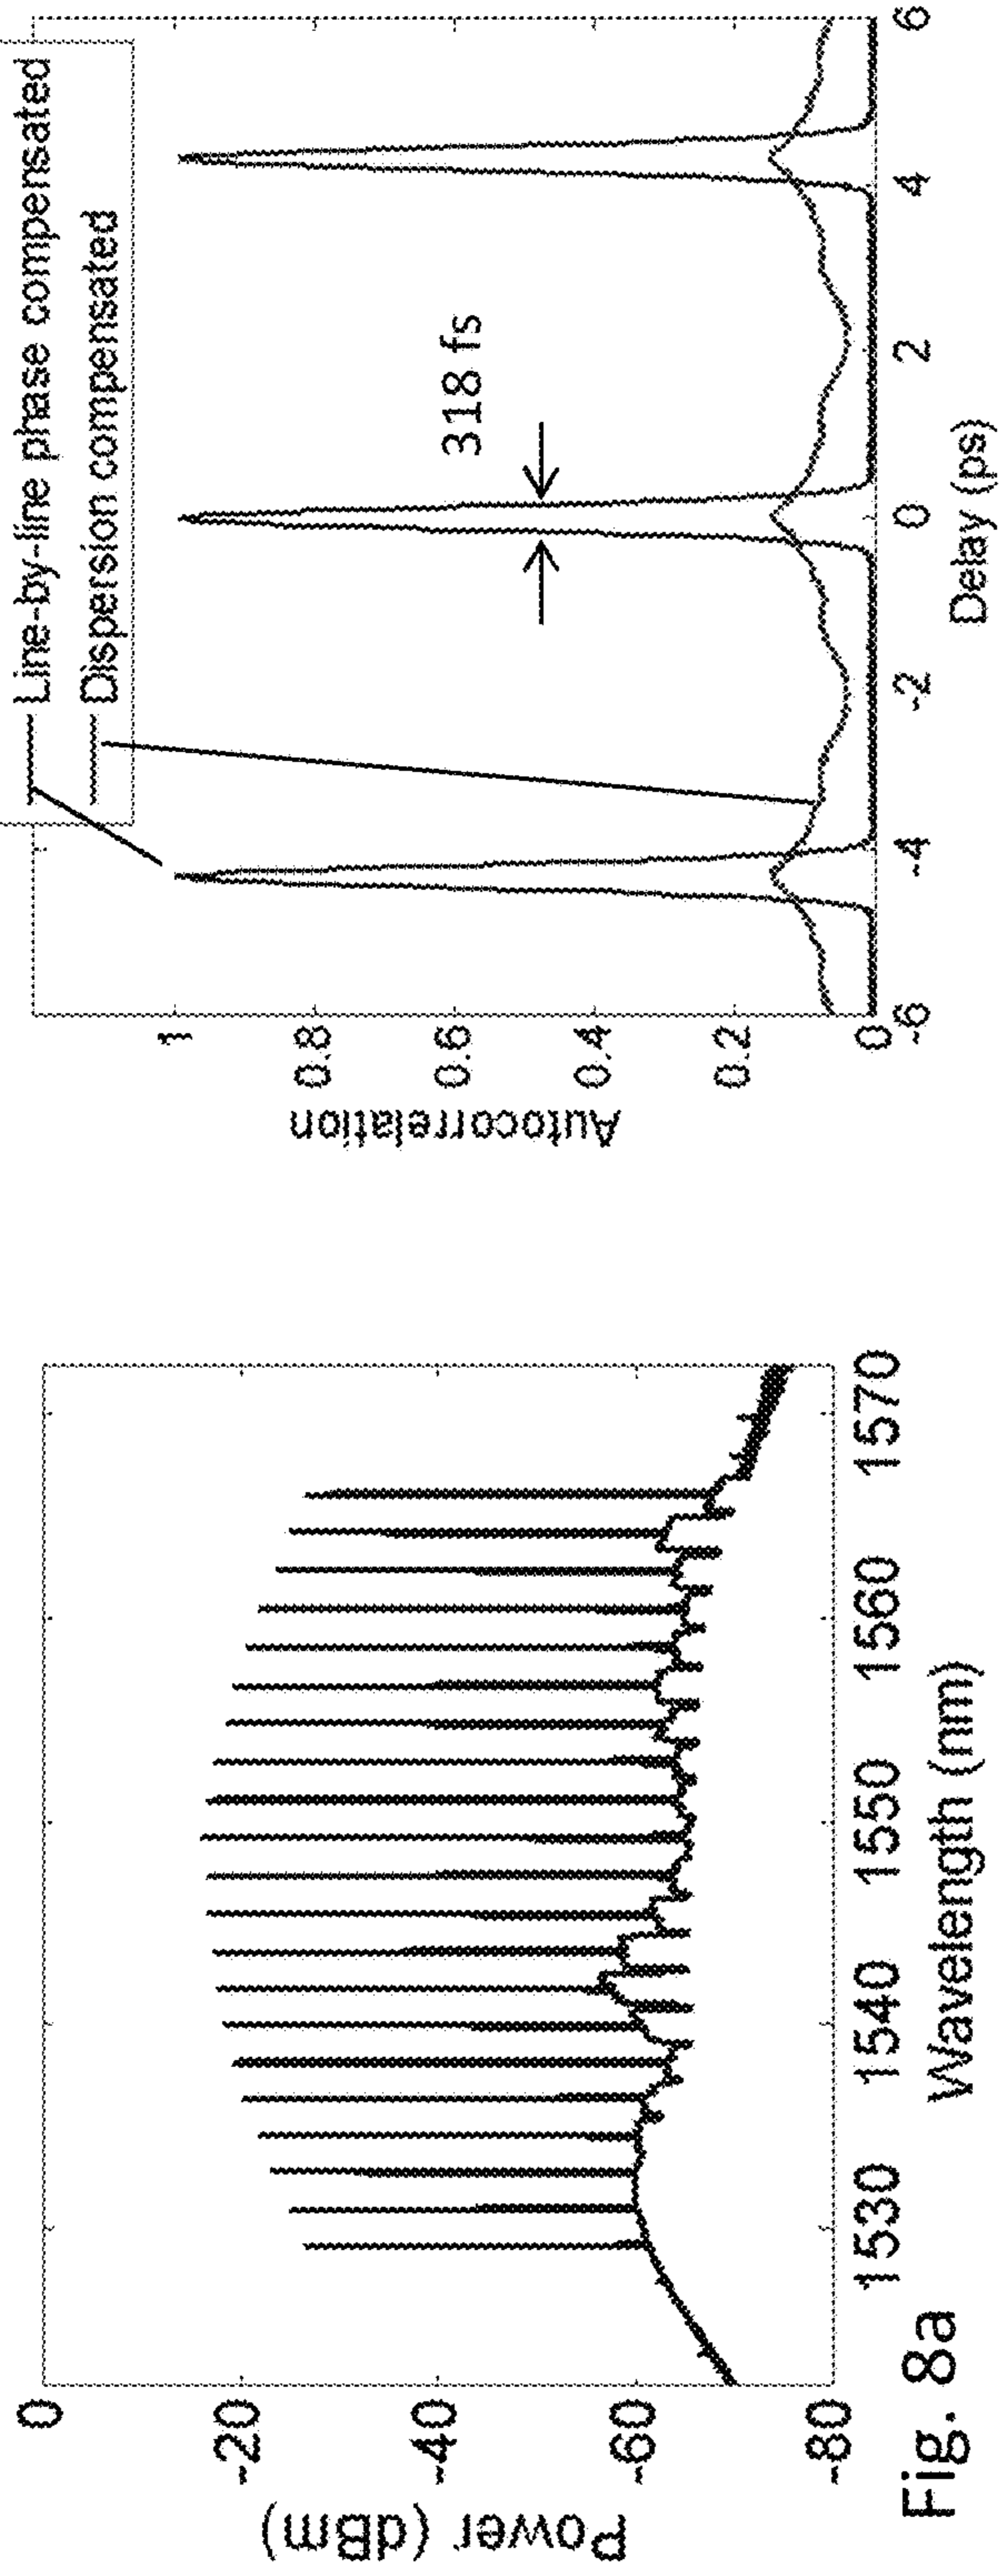 0
-20
-40
-60
-80
Power (dBm)
1530 1540 1550 1560 1570
Wavelength (nm)
Fig. 8a
Line-by-line phase compensated
Dispersion compensated
318 fs
1
0.8
0.6
0.4
0.2
0
Autocorrelation
-6 -4 -2 0 2 4 6
Delay (ps)